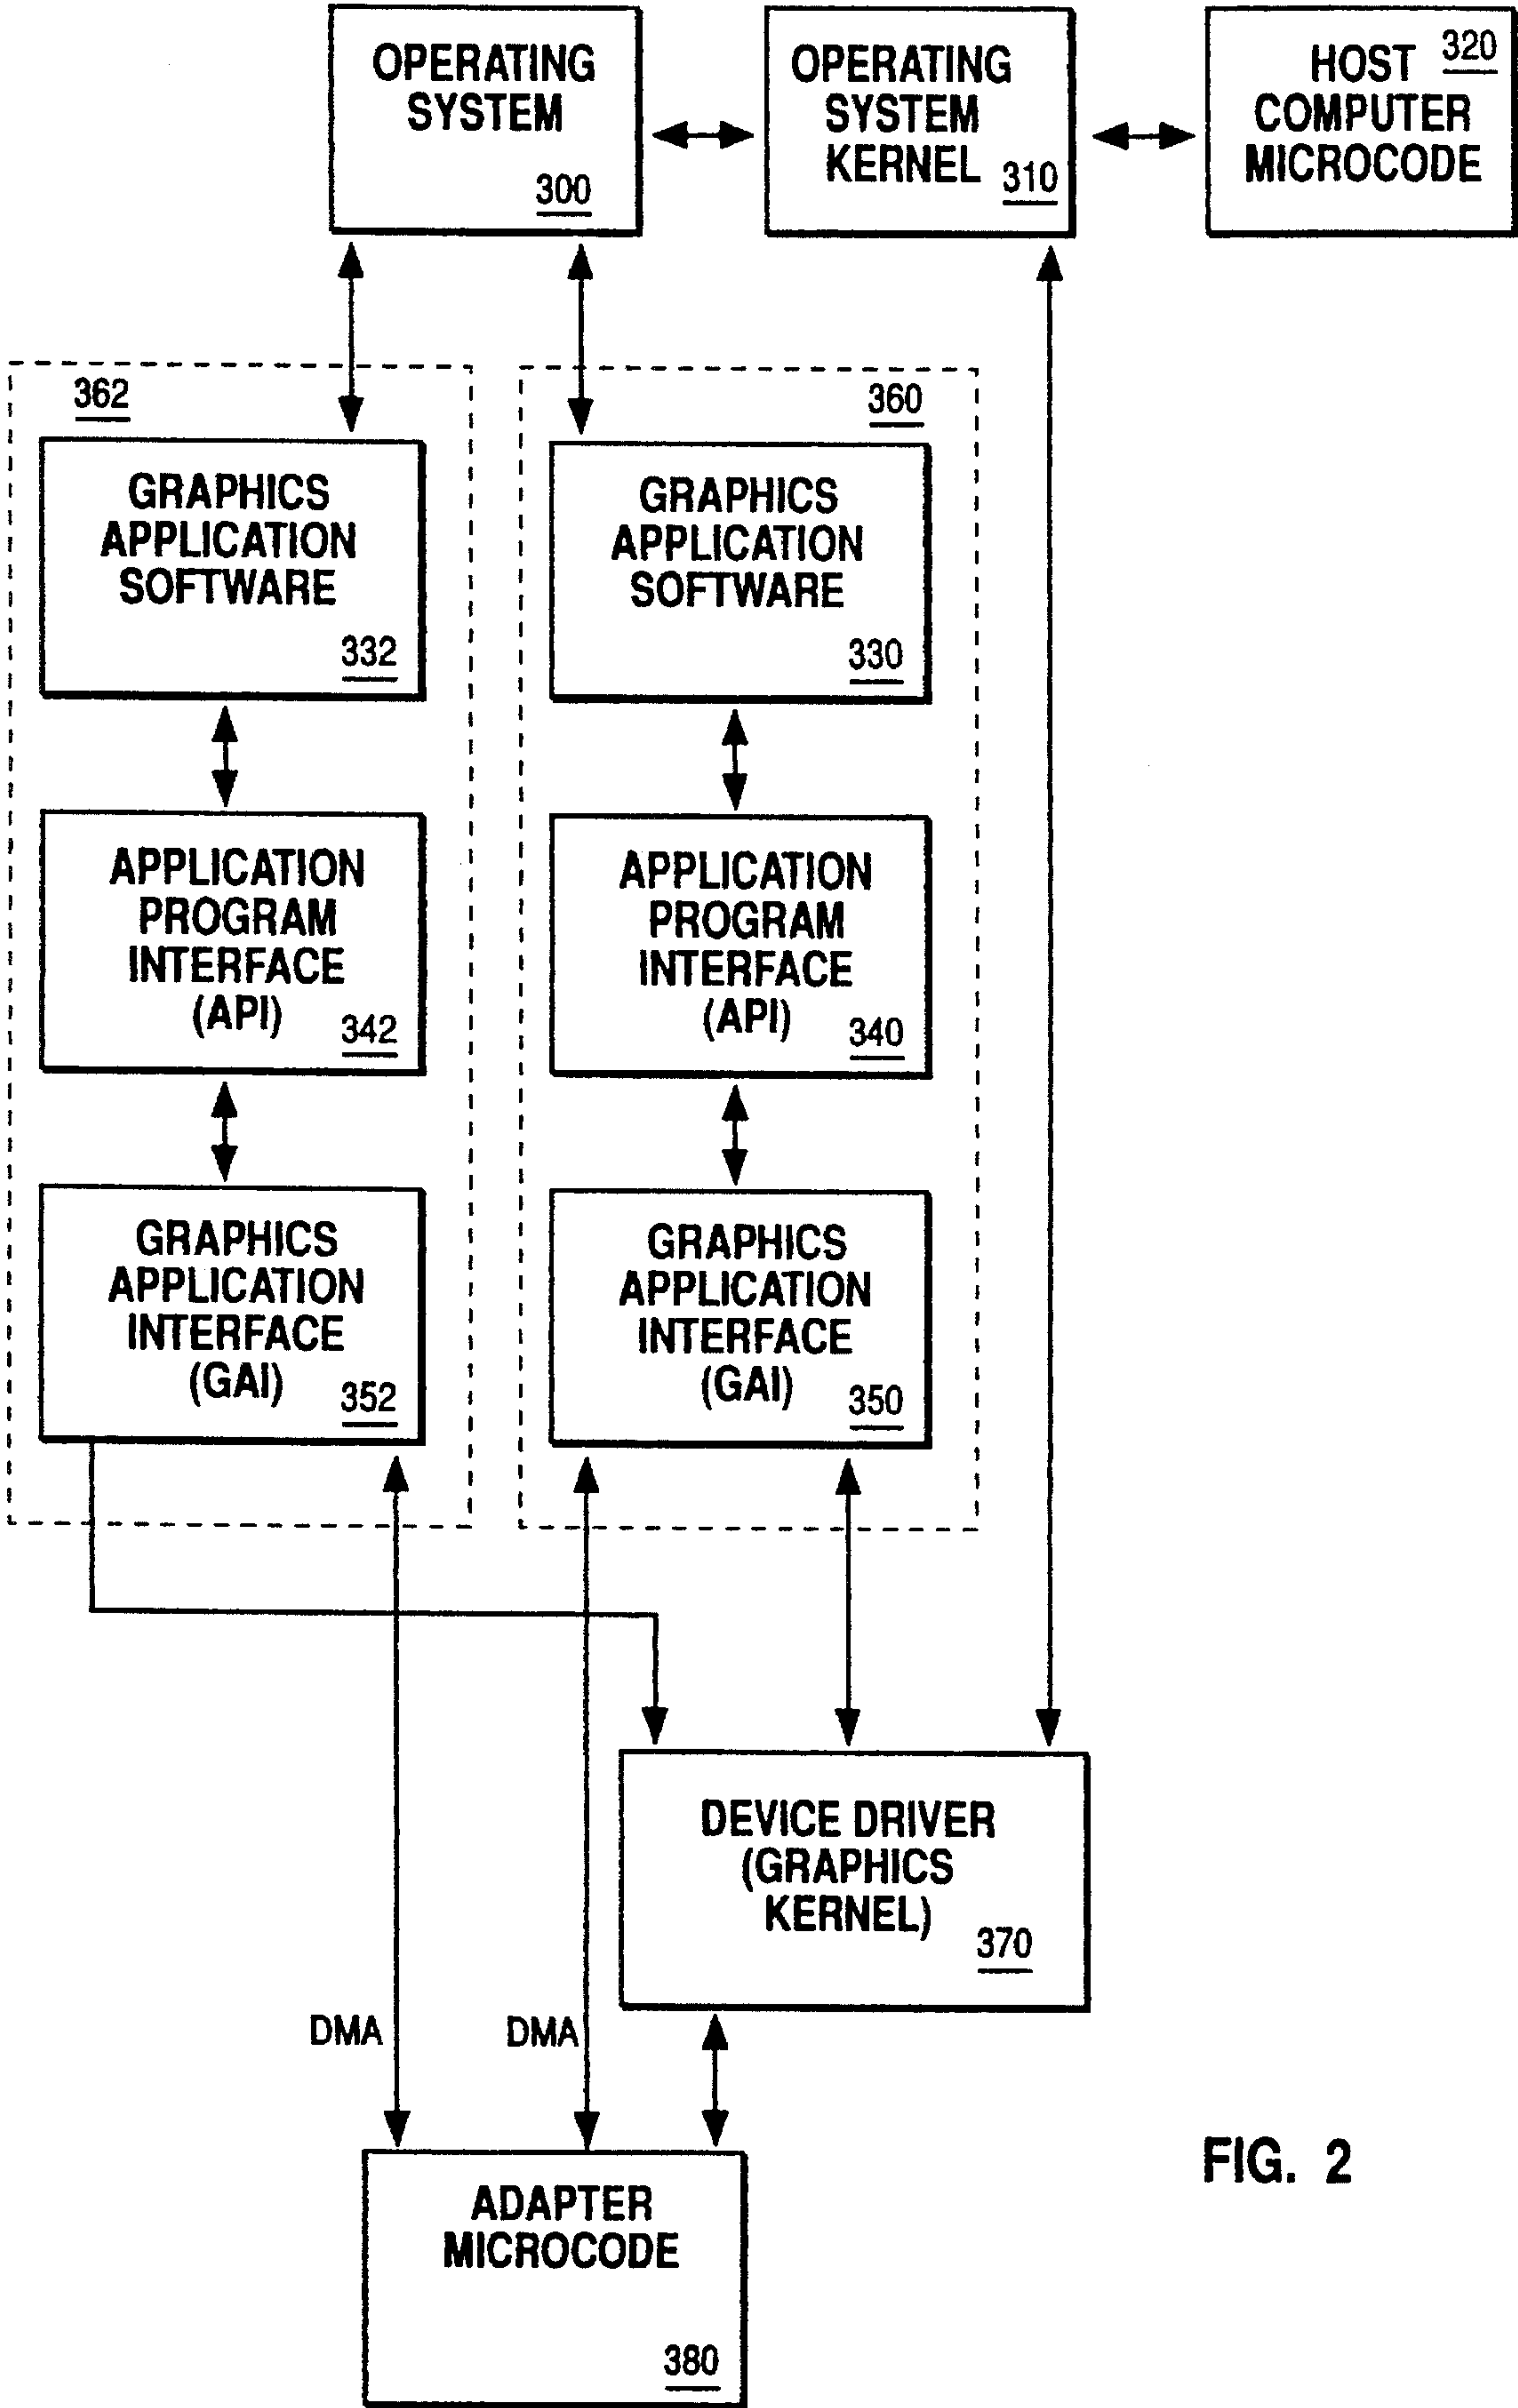 OPERATING
SYSTEM
300
OPERATING
SYSTEM
KERNEL
310
HOST
COMPUTER
MICROCODE
320
362
GRAPHICS
APPLICATION
SOFTWARE
332
APPLICATION
PROGRAM
INTERFACE
(API)
342
GRAPHICS
APPLICATION
INTERFACE
(GAI)
352
360
GRAPHICS
APPLICATION
SOFTWARE
330
APPLICATION
PROGRAM
INTERFACE
(API)
340
GRAPHICS
APPLICATION
INTERFACE
(GAI)
350
DEVICE DRIVER
(GRAPHICS
KERNEL)
370
DMA
DMA
ADAPTER
MICROCODE
380
FIG. 2